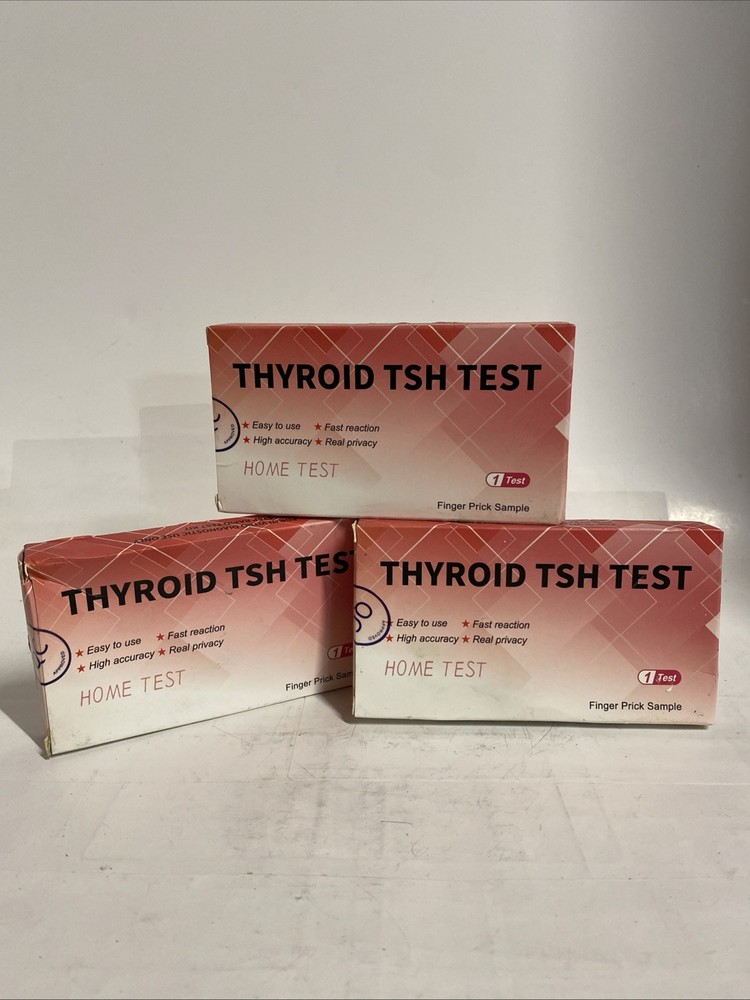 THYROID TSH TEST
★ Easy to use ★ Fast reaction
★ High accuracy ★ Real privacy
HOME TEST
1 Test
Finger Prick Sample
THYROID TSH TEST
★ Easy to use ★ Fast reaction
★ High accuracy ★ Real privacy
HOME TEST
1
Finger Prick
THYROID TSH TEST
★ Easy to use ★ Fast reaction
★ High accuracy ★ Real privacy
HOME TEST
1 Test
Finger Prick Sample